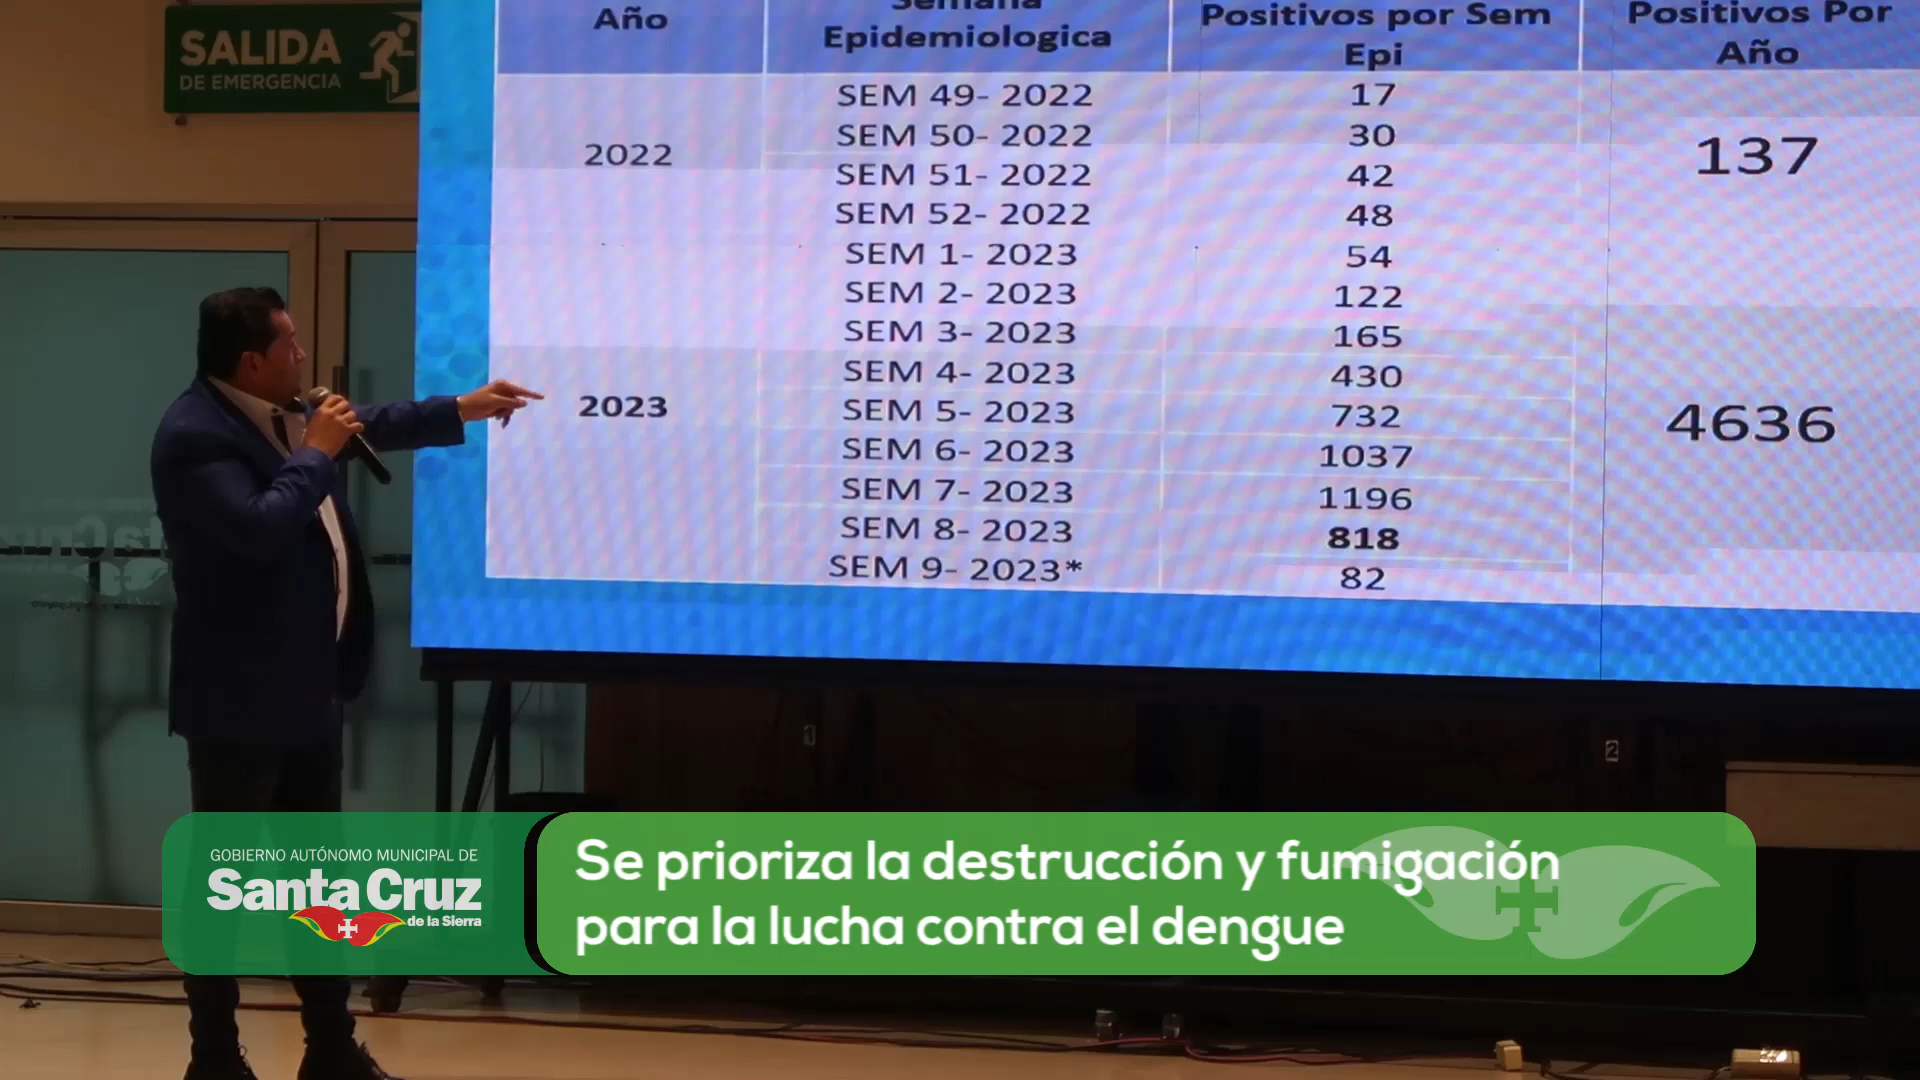 SALIDA
DE EMERGENCIA
Año
Semana
Epidemiologica
Positivos por Sem
Epi
Positivos Por
Año
2022
SEM 49- 2022 17
SEM 50- 2022 30
SEM 51- 2022 42
SEM 52- 2022 48
137
2023
SEM 1- 2023 54
SEM 2- 2023 122
SEM 3- 2023 165
SEM 4- 2023 430
SEM 5- 2023 732
SEM 6- 2023 1037
SEM 7- 2023 1196
SEM 8- 2023 818
SEM 9- 2023* 82
4636
1
2
GOBIERNO AUTÓNOMO MUNICIPAL DE
Santa Cruz
de la Sierra
Se prioriza la destrucción y fumigación
para la lucha contra el dengue